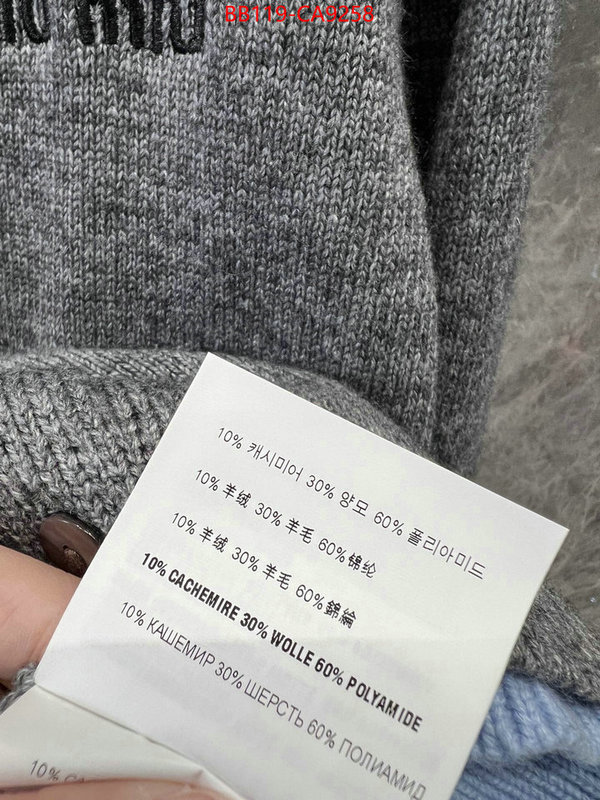 BB119-CA9258
10% 캐시미어 30% 양모 60% 폴리아미드
10% 羊绒 30% 羊毛 60%锦纶
10% 羊绒 30% 羊毛 60%錦綸
10% CACHEMIRE 30% WOLLE 60% POLYAMIDE
10% КАШЕМИР 30% ШЕРСТЬ 60% ПОЛИАМИД
10%